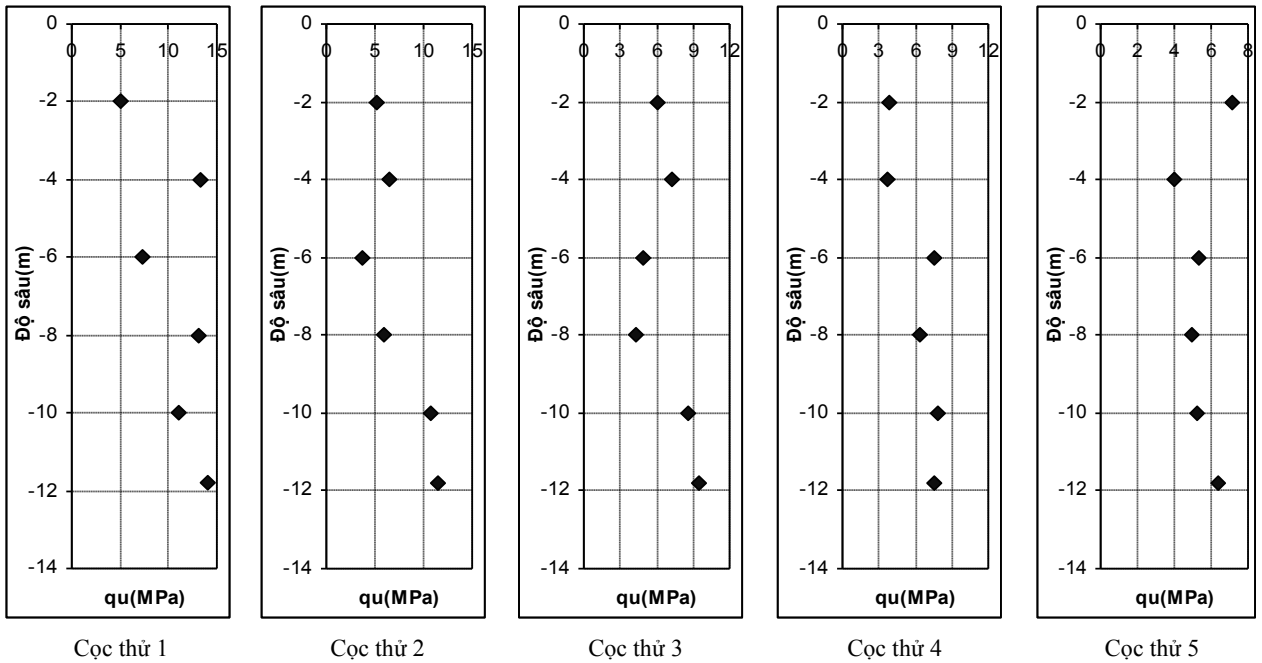 0
0 5 10 15
-2
-4
-6
-8
-10
-12
-14
Độ sâu(m)
qu(MPa)
Cọc thử 1
0
0 5 10 15
-2
-4
-6
-8
-10
-12
-14
Độ sâu(m)
qu(MPa)
Cọc thử 2
0
0 3 6 9 12
-2
-4
-6
-8
-10
-12
-14
Độ sâu(m)
qu(MPa)
Cọc thử 3
0
0 3 6 9 12
-2
-4
-6
-8
-10
-12
-14
Độ sâu(m)
qu(MPa)
Cọc thử 4
0
0 2 4 6 8
-2
-4
-6
-8
-10
-12
-14
Độ sâu(m)
qu(MPa)
Cọc thử 5